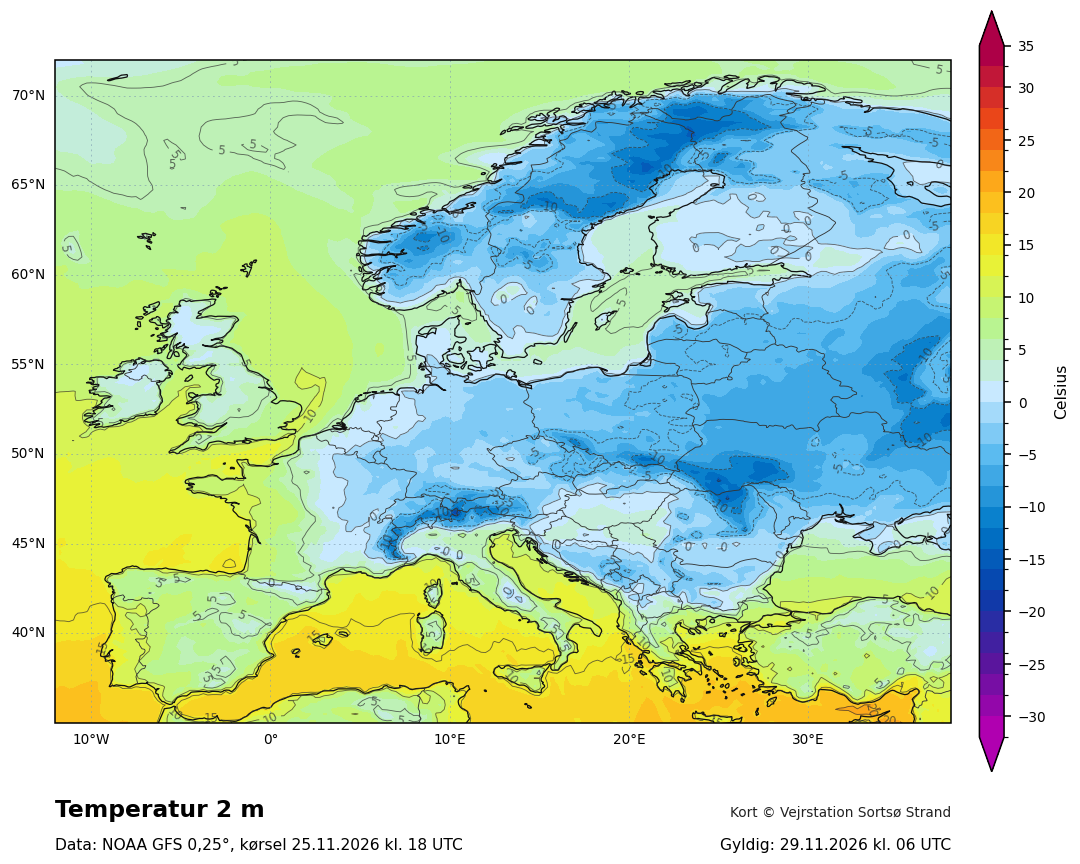 70°N
65°N
60°N
55°N
50°N
45°N
40°N
10°W 0° 10°E 20°E 30°E
35
30
25
20
15
10
5
0
−5
−10
−15
−20
−25
−30
Celsius
Temperatur 2 m
Kort © Vejrstation Sortsø Strand
Data: NOAA GFS 0,25°, kørsel 25.11.2026 kl. 18 UTC
Gyldig: 29.11.2026 kl. 06 UTC